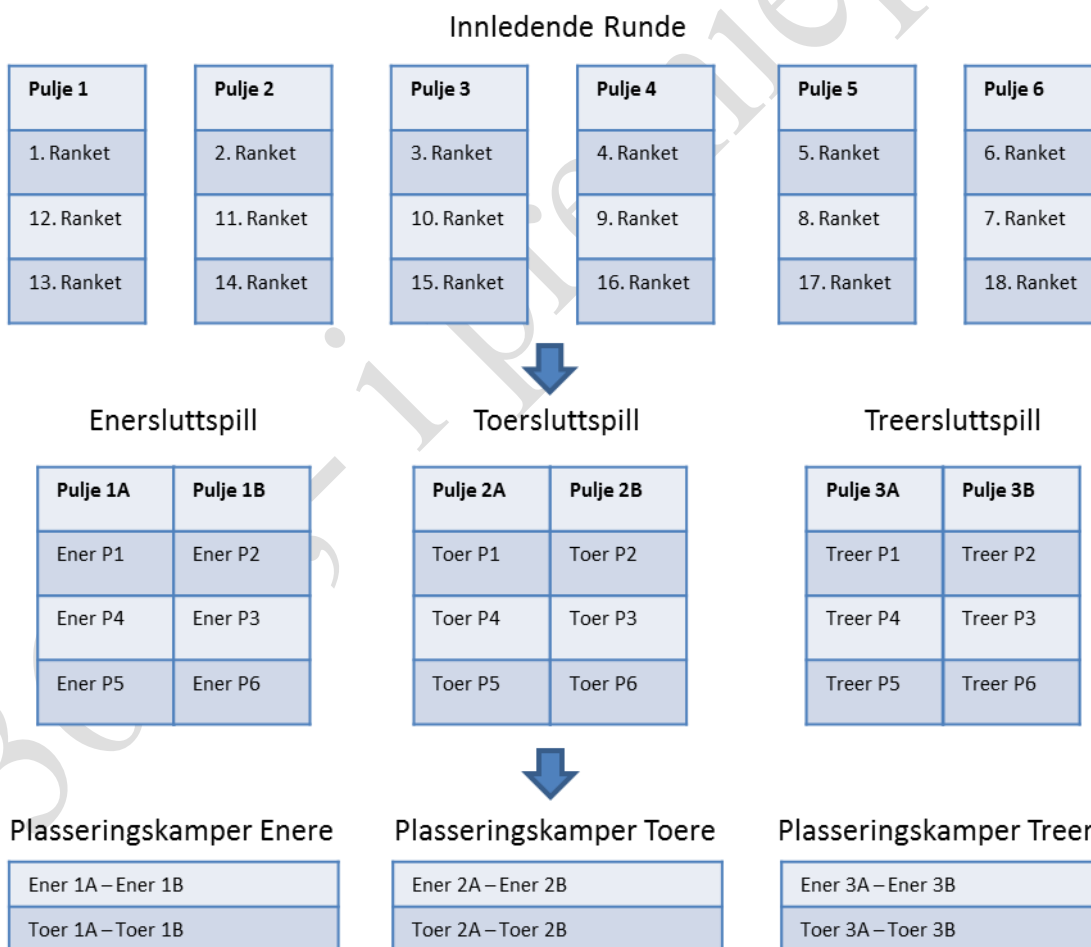 Innledende Runde
Pulje 1 Pulje 2 Pulje 3 Pulje 4 Pulje 5 Pulje 6
1. Ranket 2. Ranket 3. Ranket 4. Ranket 5. Ranket 6. Ranket
12. Ranket 11. Ranket 10. Ranket 9. Ranket 8. Ranket 7. Ranket
13. Ranket 14. Ranket 15. Ranket 16. Ranket 17. Ranket 18. Ranket
Enersluttspill Toersluttspill Treersluttspill
Pulje 1A Pulje 1B Pulje 2A Pulje 2B Pulje 3A Pulje 3B
Ener P1 Ener P2 Toer P1 Toer P2 Treer P1 Treer P2
Ener P4 Ener P3 Toer P4 Toer P3 Treer P4 Treer P3
Ener P5 Ener P6 Toer P5 Toer P6 Treer P5 Treer P6
Plasseringskamper Enere Plasseringskamper Toere Plasseringskamper Treer
Ener 1A – Ener 1B Ener 2A – Ener 2B Ener 3A – Ener 3B
Toer 1A – Toer 1B Toer 2A – Toer 2B Toer 3A – Toer 3B